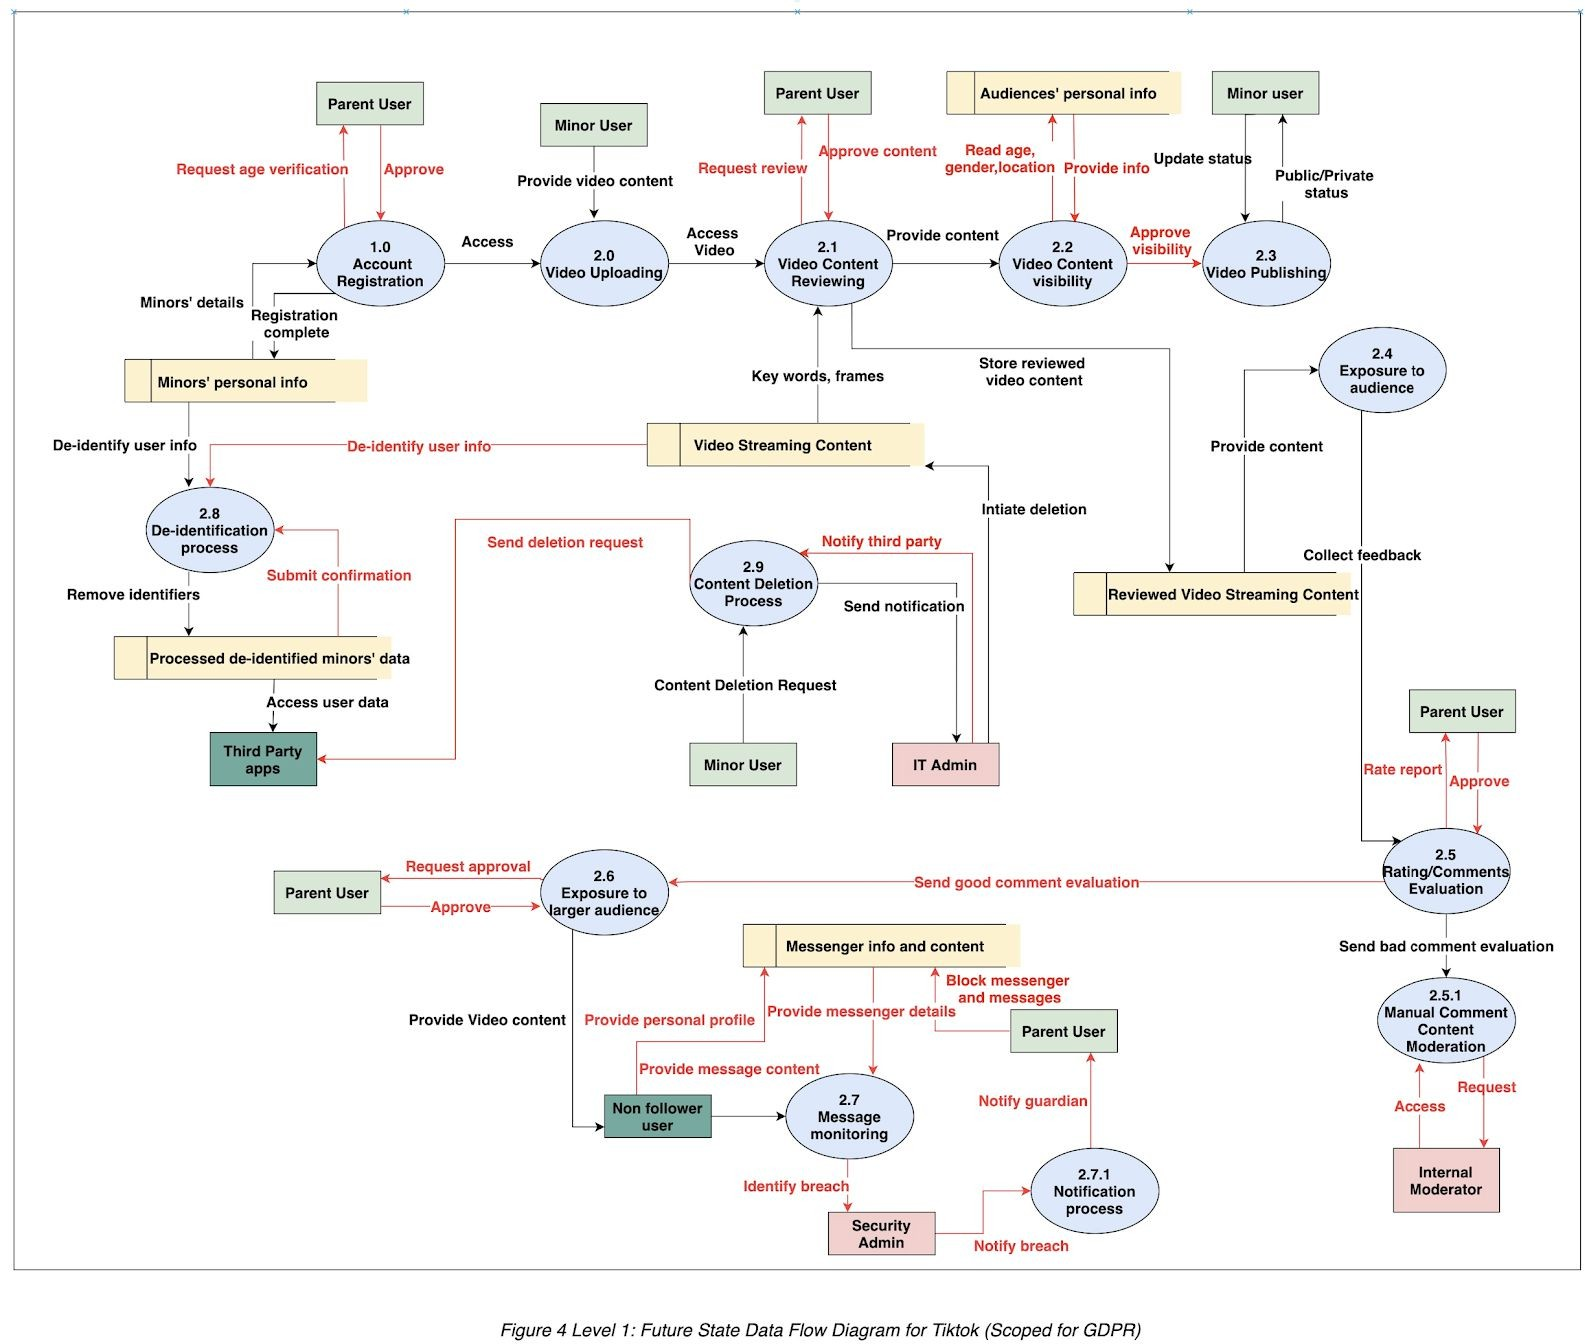 Parent User
Request age verification
Approve
Minor User
Provide video content
Parent User
Request review
Approve content
Audiences' personal info
Read age,
gender,location
Provide info
Minor user
Update status
Public/Private
status
1.0
Account
Registration
Access
2.0
Video Uploading
Access
Video
2.1
Video Content
Reviewing
Provide content
2.2
Video Content
visibility
Approve
visibility
2.3
Video Publishing
Minors' details
Registration
complete
Minors' personal info
Key words, frames
Store reviewed
video content
2.4
Exposure to
audience
De-identify user info
De-identify user info
Video Streaming Content
Provide content
2.8
De-identification
process
Send deletion request
2.9
Content Deletion
Process
Notify third party
Intiate deletion
Collect feedback
Remove identifiers
Submit confirmation
Send notification
Reviewed Video Streaming Content
Processed de-identified minors' data
Content Deletion Request
Access user data
Third Party
apps
Minor User
IT Admin
Parent User
Rate report
Approve
2.5
Rating/Comments
Evaluation
Parent User
Request approval
Approve
2.6
Exposure to
larger audience
Send good comment evaluation
Send bad comment evaluation
Messenger info and content
Provide Video content
Provide personal profile
Provide messenger details
Block messenger
and messages
Parent User
2.5.1
Manual Comment
Content
Moderation
Provide message content
Non follower
user
2.7
Message
monitoring
Notify guardian
Access
Request
Identify breach
2.7.1
Notification
process
Internal
Moderator
Security
Admin
Notify breach
Figure 4 Level 1: Future State Data Flow Diagram for Tiktok (Scoped for GDPR)